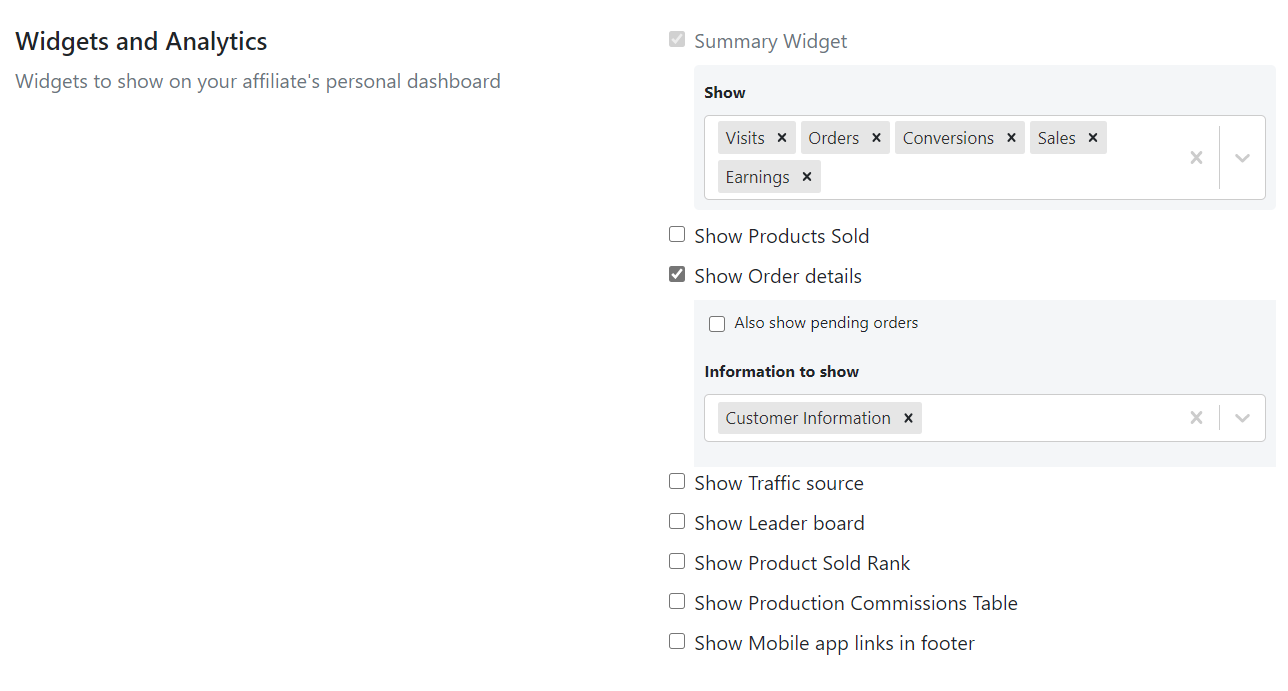 Widgets and Analytics
Widgets to show on your affiliate's personal dashboard
Summary Widget
Show
Visits
Orders
Conversions
Sales
Earnings
Show Products Sold
Show Order details
Also show pending orders
Information to show
Customer Information
Show Traffic source
Show Leader board
Show Product Sold Rank
Show Production Commissions Table
Show Mobile app links in footer